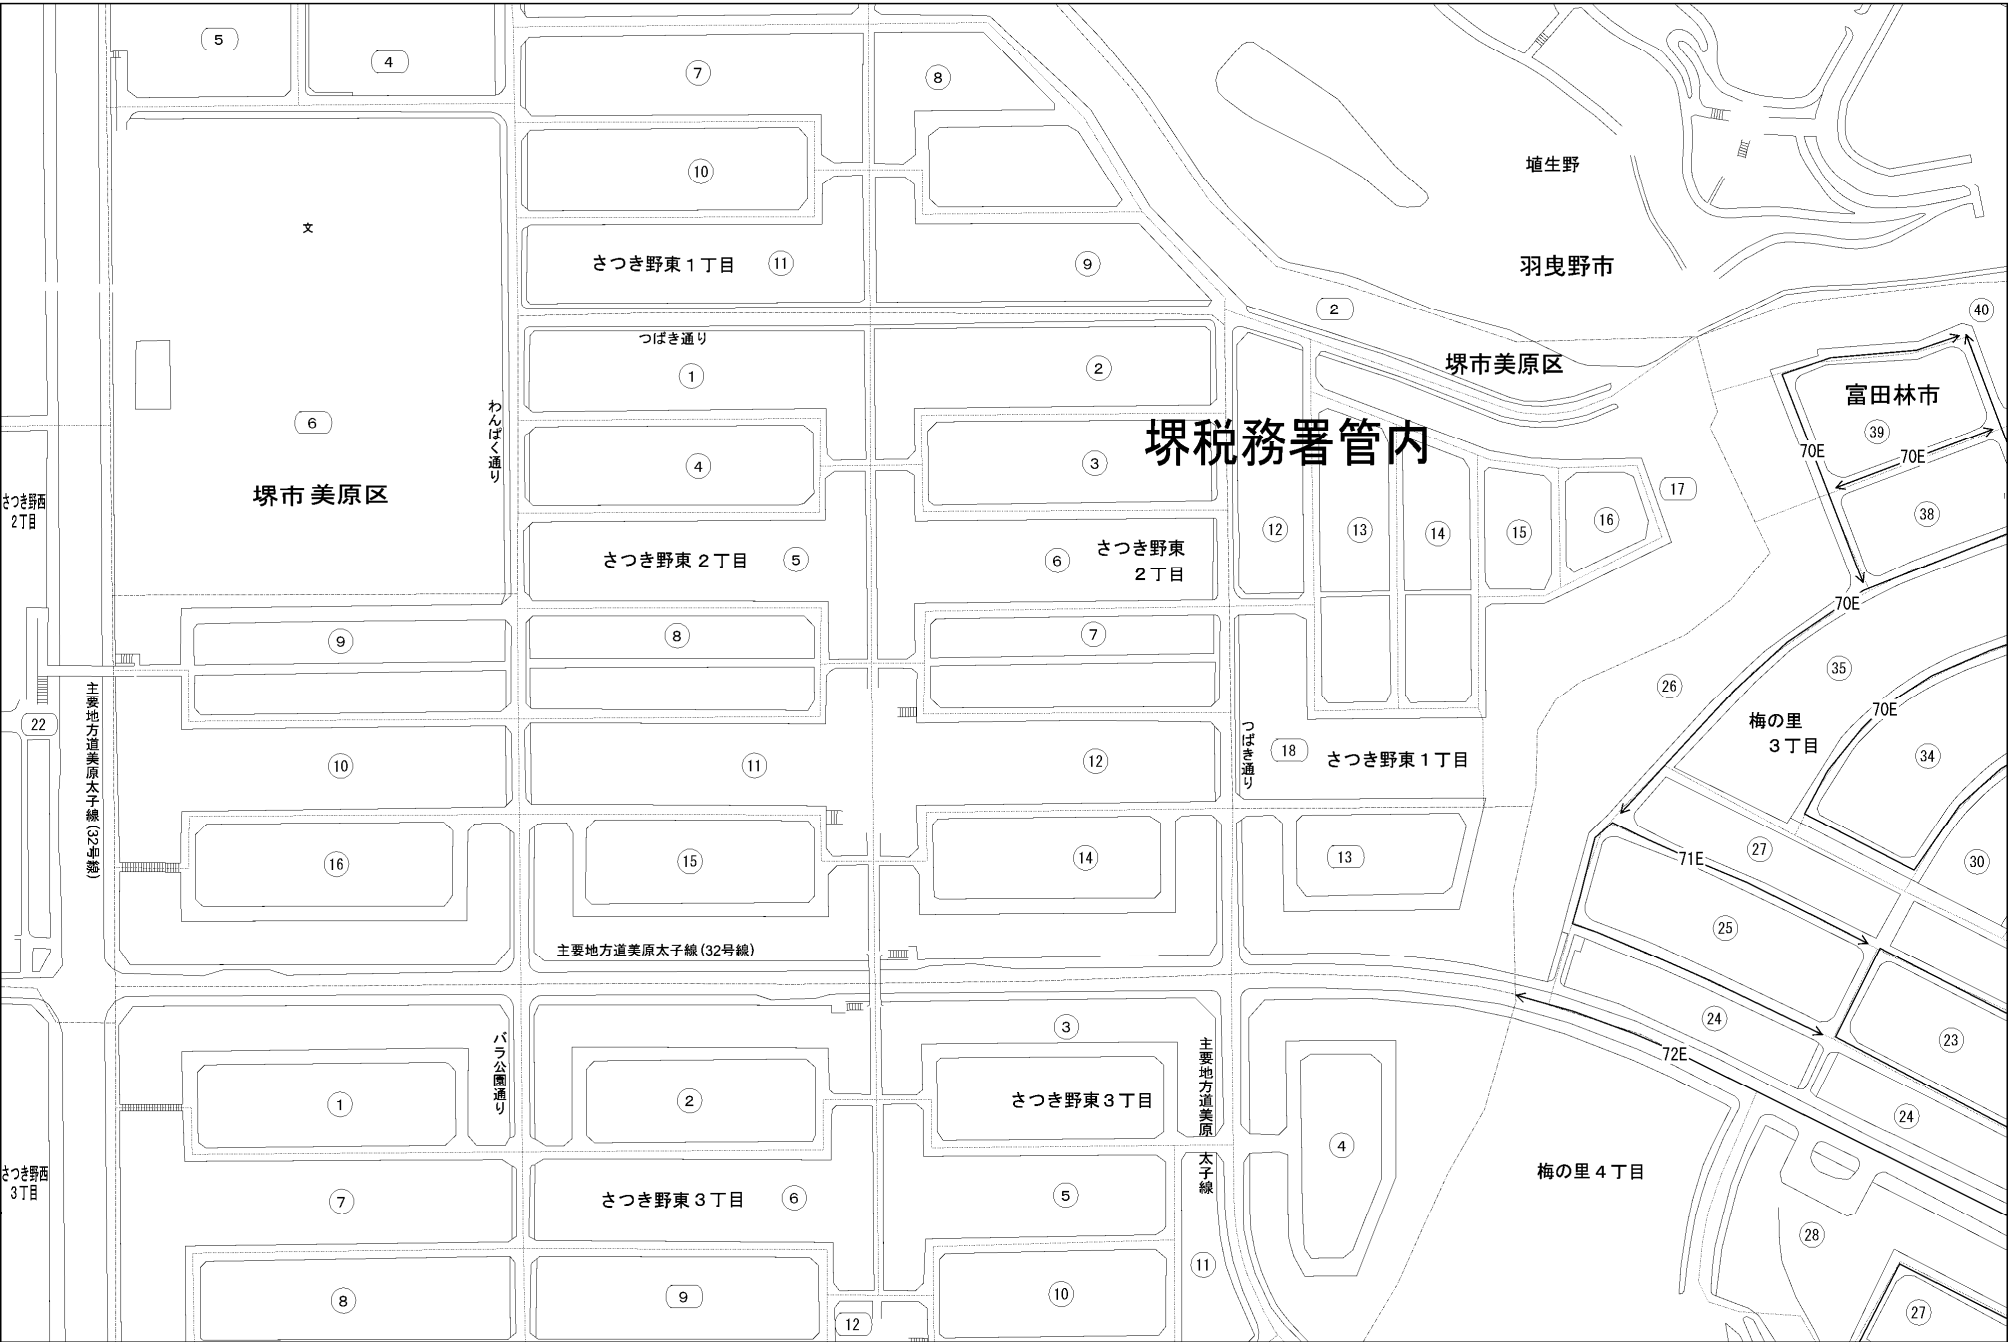 5
4
7
8
10
文
埴生野
さつき野東1丁目
11
9
羽曳野市
2
40
つばき通り
1
2
堺市美原区
富田林市
39
わんぱく通り
6
堺税務署管内
70E
70E
4
3
堺市美原区
さつき野西
2丁目
17
38
12
13
14
15
16
さつき野東2丁目
5
6
さつき野東
2丁目
70E
9
8
7
35
26
主要地方道美原太子線(32号線)
22
70E
梅の里
3丁目
つばき通り
18
さつき野東1丁目
34
10
11
12
16
15
14
13
71E
27
30
25
主要地方道美原太子線(32号線)
24
3
23
バラ公園通り
主要地方道美原
太子線
72E
1
2
さつき野東3丁目
24
4
さつき野西
3丁目
梅の里4丁目
7
さつき野東3丁目
6
5
28
11
8
9
10
12
27